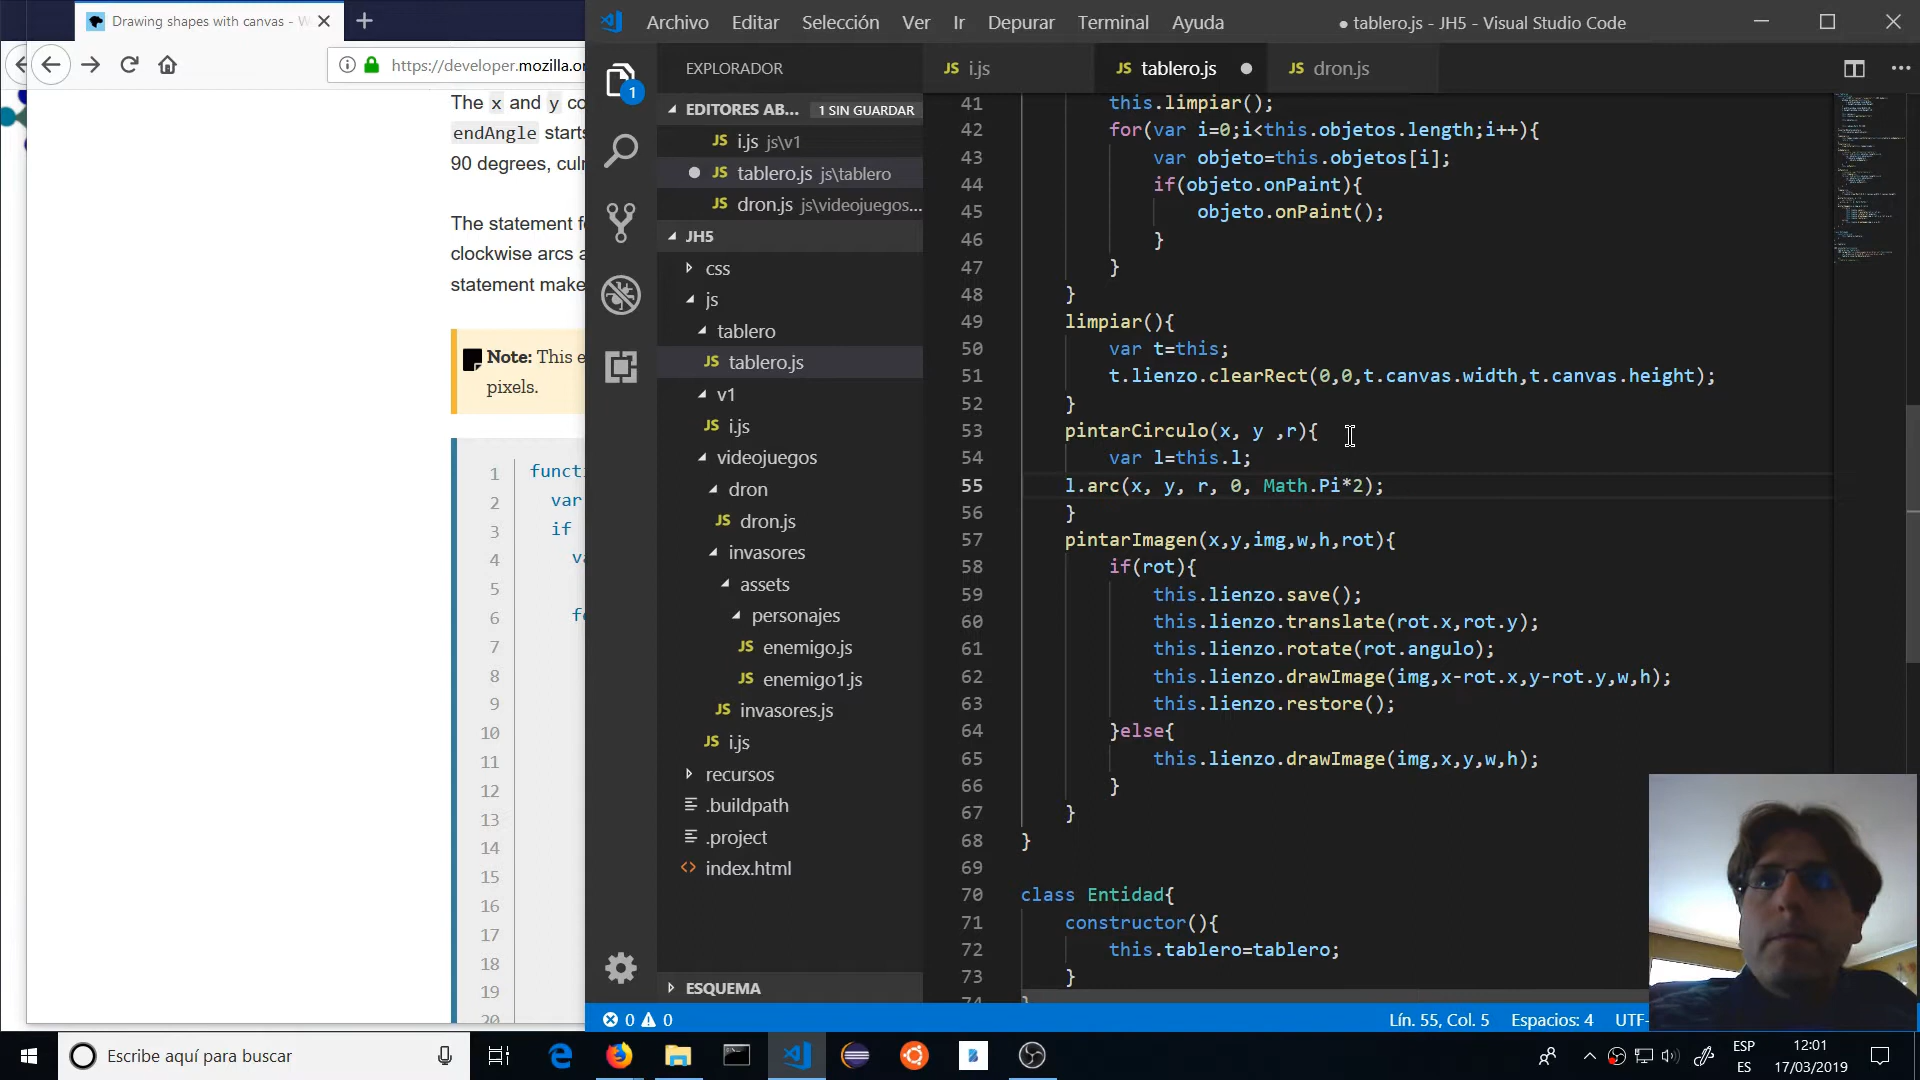 Drawing shapes with canvas - W
https://developer.mozilla.or
The x and y co
endAngle starts
90 degrees, culr
The statement f
clockwise arcs a
statement make
Note: This e
pixels.
1 functi
2 var
3 if
4 va
5
6 fo
7
8
9
10
11
12
13
14
15
16
17
18
19
20
Archivo Editar Selección Ver Ir Depurar Terminal Ayuda
● tablero.js - JH5 - Visual Studio Code
EXPLORADOR
EDITORES AB... 1 SIN GUARDAR
JS i.js js\v1
● JS tablero.js js\tablero
JS dron.js js\videojuegos...
JH5
css
js
tablero
JS tablero.js
v1
JS i.js
videojuegos
dron
JS dron.js
invasores
assets
personajes
JS enemigo.js
JS enemigo1.js
JS invasores.js
JS i.js
recursos
.buildpath
.project
<> index.html
ESQUEMA
1
JS i.js JS tablero.js ● JS dron.js
41 this.limpiar();
42 for(var i=0;i<this.objetos.length;i++){
43 var objeto=this.objetos[i];
44 if(objeto.onPaint){
45 objeto.onPaint();
46 }
47 }
48 }
49 limpiar(){
50 var t=this;
51 t.lienzo.clearRect(0,0,t.canvas.width,t.canvas.height);
52 }
53 pintarCirculo(x, y ,r){
54 var l=this.l;
55 l.arc(x, y, r, 0, Math.Pi*2);
56 }
57 pintarImagen(x,y,img,w,h,rot){
58 if(rot){
59 this.lienzo.save();
60 this.lienzo.translate(rot.x,rot.y);
61 this.lienzo.rotate(rot.angulo);
62 this.lienzo.drawImage(img,x-rot.x,y-rot.y,w,h);
63 this.lienzo.restore();
64 }else{
65 this.lienzo.drawImage(img,x,y,w,h);
66 }
67 }
68 }
69
70 class Entidad{
71 constructor(){
72 this.tablero=tablero;
73 }
74 }
0 0 Lín. 55, Col. 5 Espacios: 4 UTF-
Escribe aquí para buscar
ESP
ES
12:01
17/03/2019